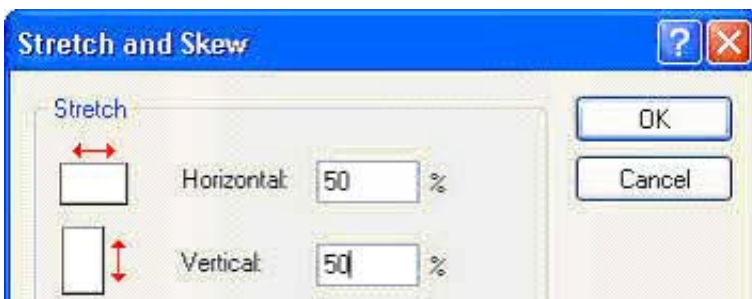 Stretch and Skew ?
Stretch
OK
Horizontal: 50 %
Cancel
Vertical: 50 %